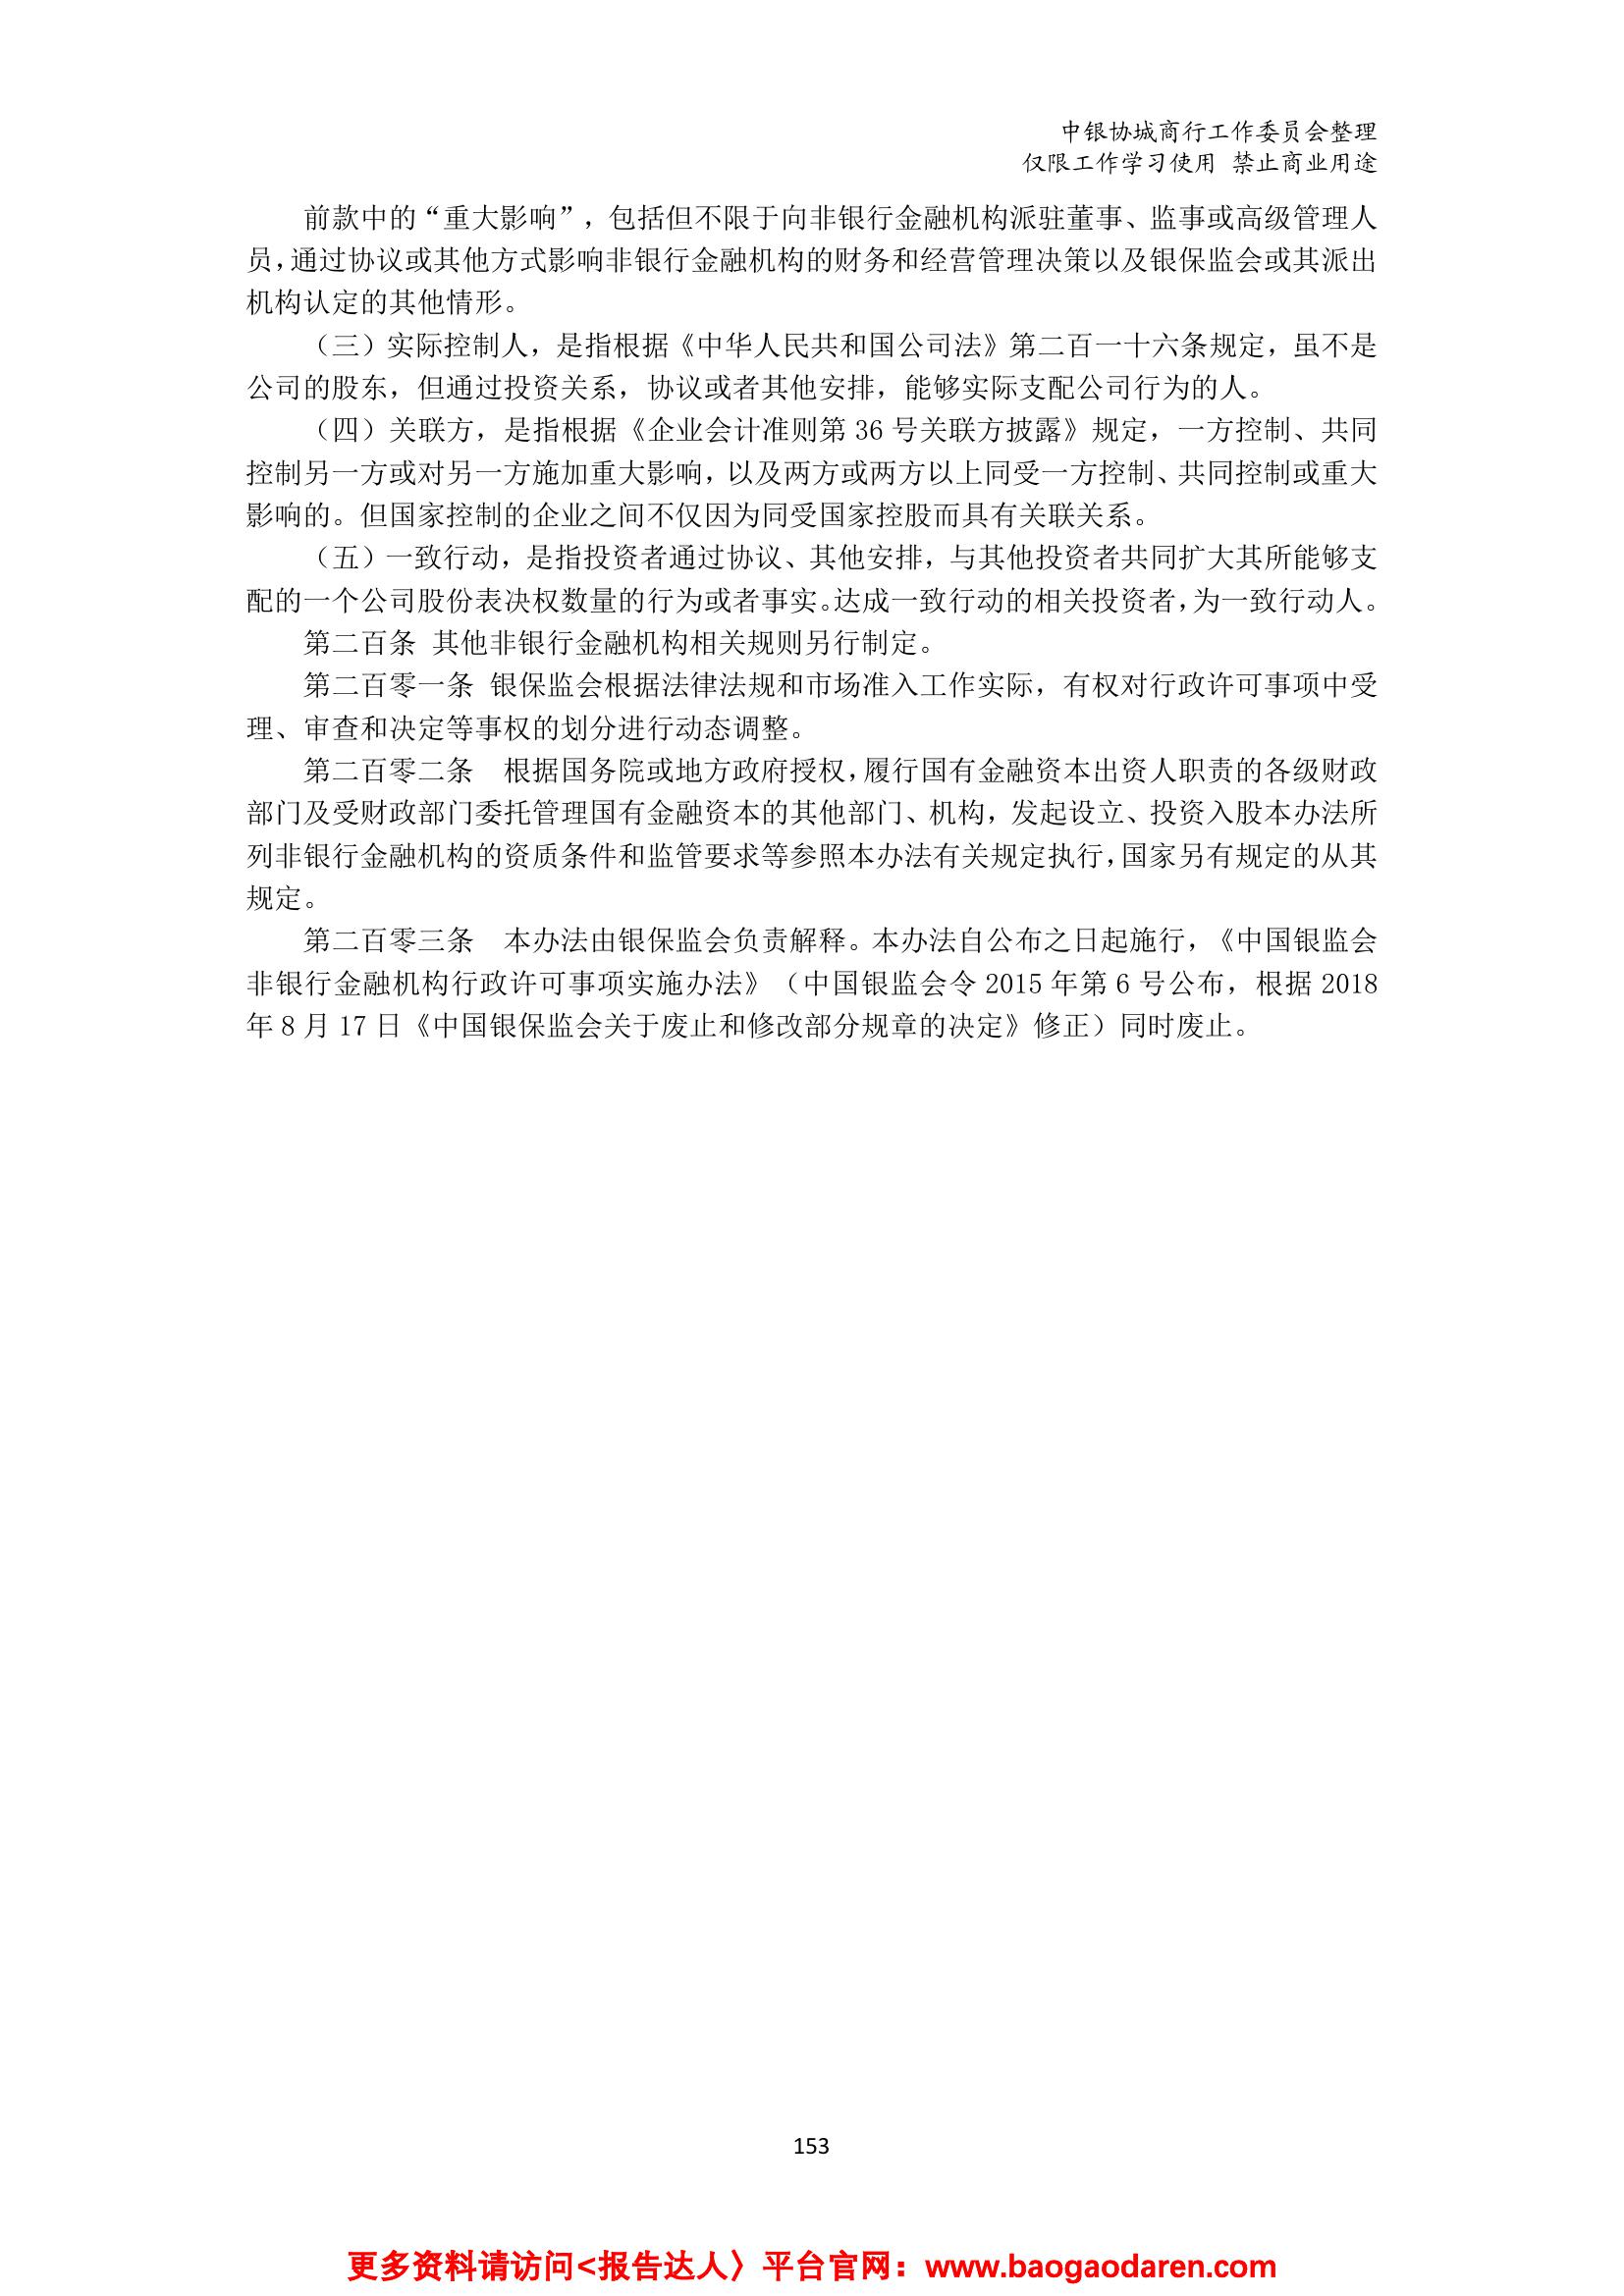 中银协城商行工作委员会整理
仅限工作学习使用 禁止商业用途
前款中的“重大影响”，包括但不限于向非银行金融机构派驻董事、监事或高级管理人
员，通过协议或其他方式影响非银行金融机构的财务和经营管理决策以及银保监会或其派出
机构认定的其他情形。
（三）实际控制人，是指根据《中华人民共和国公司法》第二百一十六条规定，虽不是
公司的股东，但通过投资关系，协议或者其他安排，能够实际支配公司行为的人。
（四）关联方，是指根据《企业会计准则第 36 号关联方披露》规定，一方控制、共同
控制另一方或对另一方施加重大影响，以及两方或两方以上同受一方控制、共同控制或重大
影响的。但国家控制的企业之间不仅因为同受国家控股而具有关联关系。
（五）一致行动，是指投资者通过协议、其他安排，与其他投资者共同扩大其所能够支
配的一个公司股份表决权数量的行为或者事实。达成一致行动的相关投资者，为一致行动人。
第二百条 其他非银行金融机构相关规则另行制定。
第二百零一条 银保监会根据法律法规和市场准入工作实际，有权对行政许可事项中受
理、审查和决定等事权的划分进行动态调整。
第二百零二条　根据国务院或地方政府授权，履行国有金融资本出资人职责的各级财政
部门及受财政部门委托管理国有金融资本的其他部门、机构，发起设立、投资入股本办法所
列非银行金融机构的资质条件和监管要求等参照本办法有关规定执行，国家另有规定的从其
规定。
第二百零三条　本办法由银保监会负责解释。本办法自公布之日起施行，《中国银监会
非银行金融机构行政许可事项实施办法》（中国银监会令 2015 年第 6 号公布，根据 2018
年 8 月 17 日《中国银保监会关于废止和修改部分规章的决定》修正）同时废止。
153
更多资料请访问<报告达人〉平台官网：www.baogaodaren.com